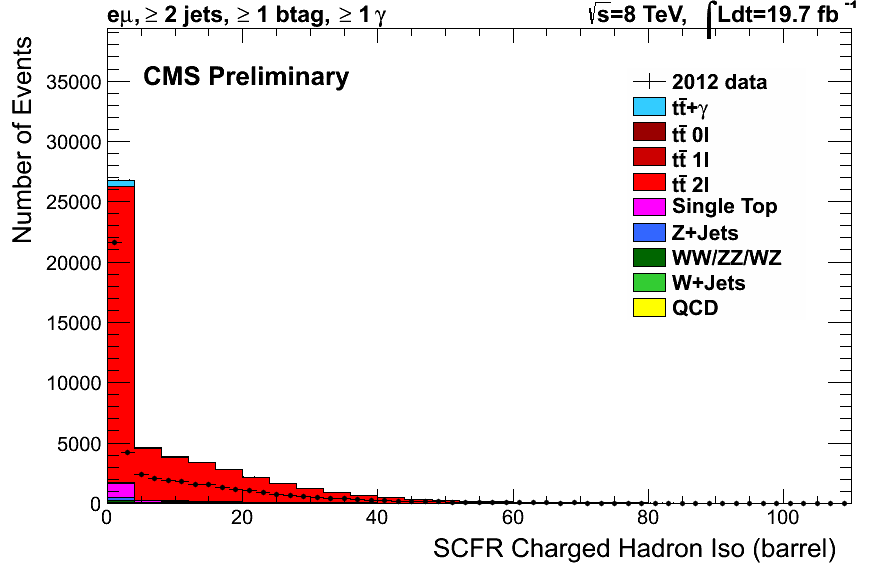 eμ, ≥ 2 jets, ≥ 1 btag, ≥ 1 γ
√s=8 TeV, ∫Ldt=19.7 fb⁻¹
CMS Preliminary
2012 data
tt̄+γ
tt̄ 0l
tt̄ 1l
tt̄ 2l
Single Top
Z+Jets
WW/ZZ/WZ
W+Jets
QCD
Number of Events
35000
30000
25000
20000
15000
10000
5000
0
0 20 40 60 80 100
SCFR Charged Hadron Iso (barrel)